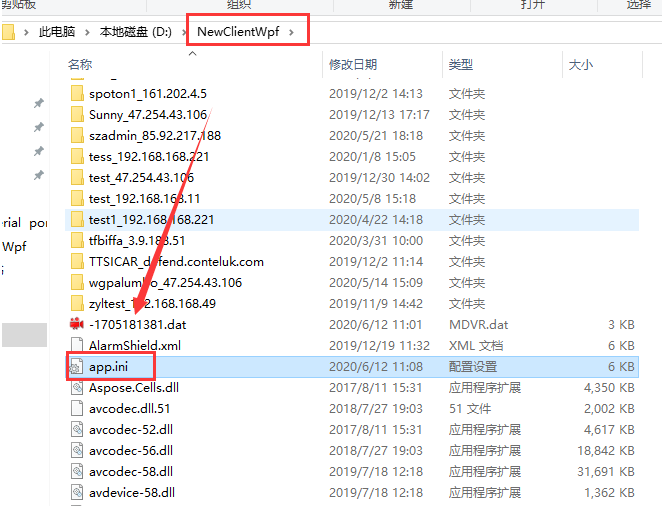 剪贴板 组织 新建 打开 选择
此电脑 本地磁盘 (D:) NewClientWpf
名称 修改日期 类型 大小
spoton1_161.202.4.5 2019/12/2 14:13 文件夹
Sunny_47.254.43.106 2019/12/13 17:17 文件夹
szadmin_85.92.217.188 2020/5/21 18:18 文件夹
tess_192.168.168.221 2020/1/8 15:05 文件夹
test_47.254.43.106 2019/12/30 14:02 文件夹
test_192.168.168.11 2020/5/8 15:18 文件夹
erial por test1_192.168.168.221 2020/4/22 14:18 文件夹
Wpf tfbiffa_3.9.188.51 2020/3/31 10:00 文件夹
TTSICAR_defend.conteluk.com 2019/12/2 11:14 文件夹
wgpalumbo_47.254.43.106 2020/5/14 15:09 文件夹
zyltest_192.168.168.49 2019/11/9 14:42 文件夹
-1705181381.dat 2020/6/12 11:01 MDVR.dat 3 KB
AlarmShield.xml 2019/12/19 11:32 XML 文档 6 KB
app.ini 2020/6/12 11:08 配置设置 6 KB
Aspose.Cells.dll 2017/8/11 15:31 应用程序扩展 4,350 KB
avcodec.dll.51 2018/7/27 19:03 51 文件 2,002 KB
avcodec-52.dll 2017/8/11 15:31 应用程序扩展 4,617 KB
avcodec-56.dll 2018/7/26 19:03 应用程序扩展 18,842 KB
avcodec-58.dll 2019/7/18 12:18 应用程序扩展 31,691 KB
avdevice-58.dll 2019/7/18 12:18 应用程序扩展 1,362 KB